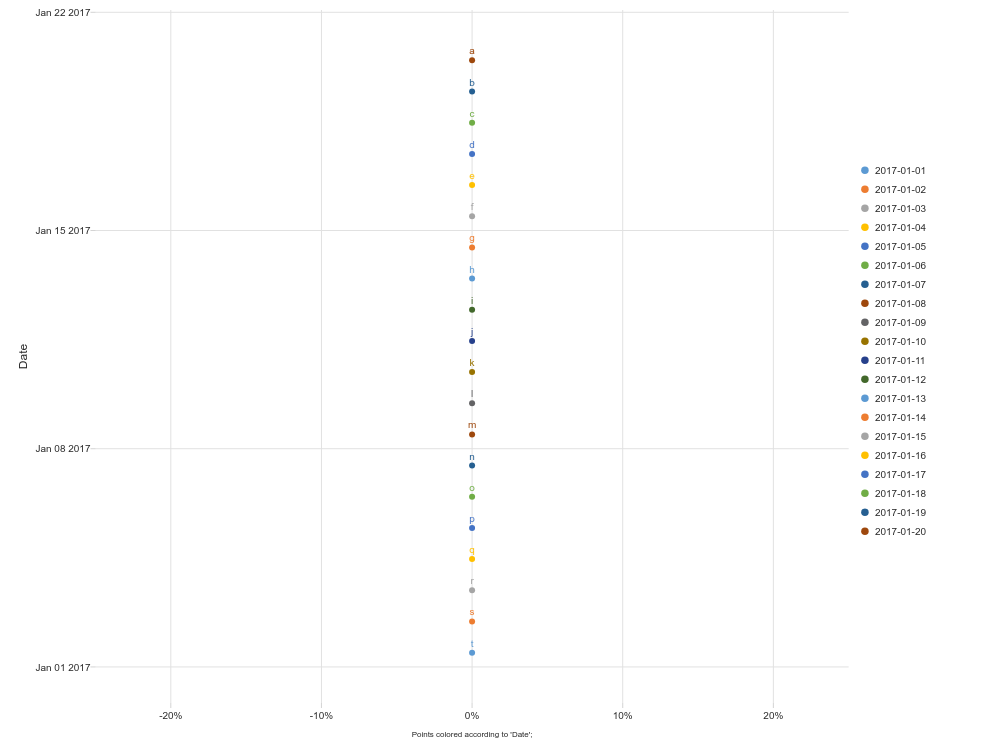 Jan 22 2017
a
b
c
d
e
f
Jan 15 2017
g
h
i
j
Date
k
l
m
Jan 08 2017
n
o
p
q
r
s
t
Jan 01 2017
-20% -10% 0% 10% 20%
Points colored according to 'Date';
2017-01-01
2017-01-02
2017-01-03
2017-01-04
2017-01-05
2017-01-06
2017-01-07
2017-01-08
2017-01-09
2017-01-10
2017-01-11
2017-01-12
2017-01-13
2017-01-14
2017-01-15
2017-01-16
2017-01-17
2017-01-18
2017-01-19
2017-01-20